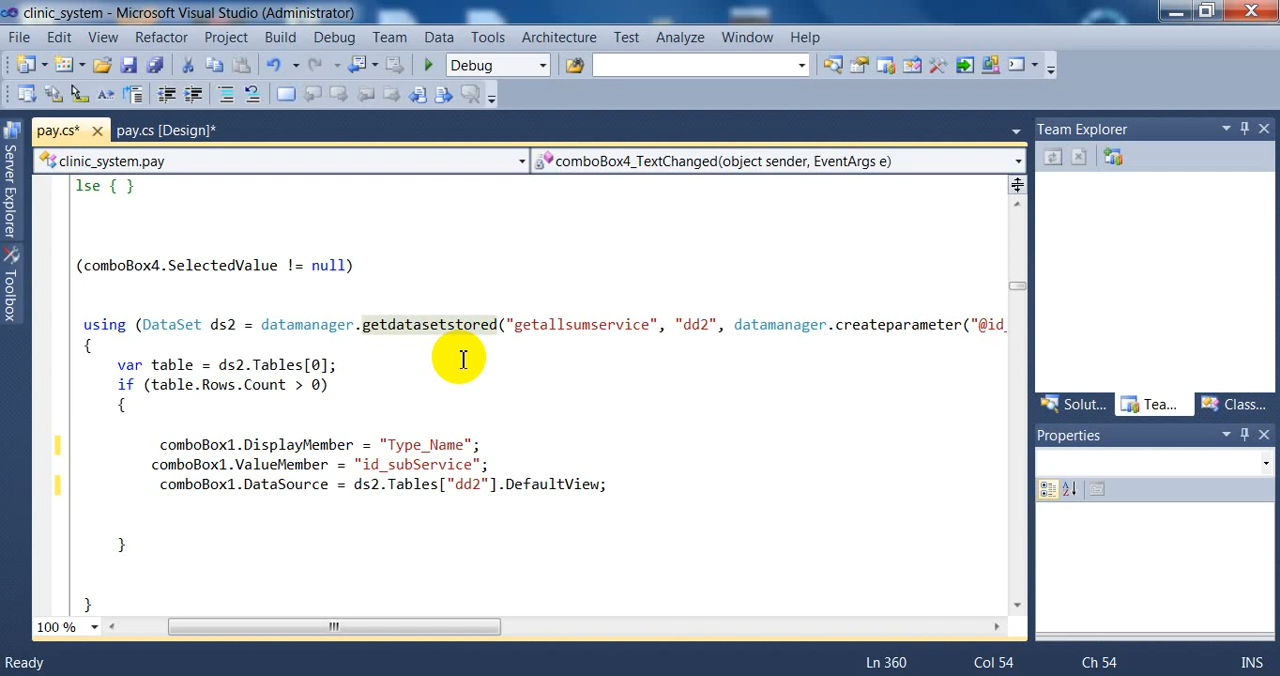 clinic_system - Microsoft Visual Studio (Administrator)
File Edit View Refactor Project Build Debug Team Data Tools Architecture Test Analyze Window Help
Debug
pay.cs* pay.cs [Design]*
clinic_system.pay comboBox4_TextChanged(object sender, EventArgs e)
lse { }
(comboBox4.SelectedValue != null)
using (DataSet ds2 = datamanager.getdatasetstored("getallsumservice", "dd2", datamanager.createparameter("@id_
{
var table = ds2.Tables[0];
if (table.Rows.Count > 0)
{
comboBox1.DisplayMember = "Type_Name";
comboBox1.ValueMember = "id_subService";
comboBox1.DataSource = ds2.Tables["dd2"].DefaultView;
}
}
100 %
Ready Ln 360 Col 54 Ch 54 INS
Server Explorer
Toolbox
Team Explorer
Solut... Tea... Class...
Properties